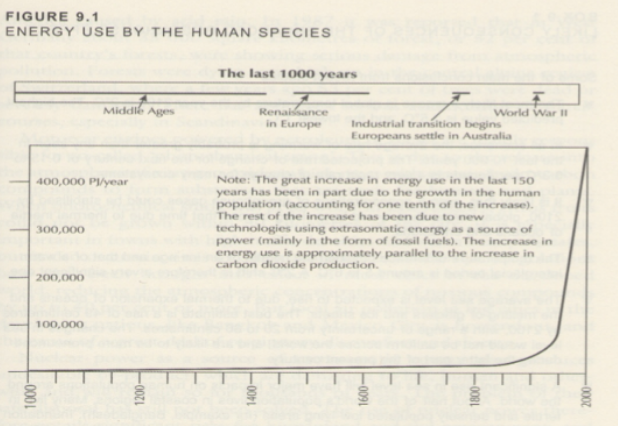 FIGURE 9.1
ENERGY USE BY THE HUMAN SPECIES
The last 1000 years
Middle Ages
Renaissance
in Europe
Industrial transition begins
Europeans settle in Australia
World War II
400,000 PJ/year
300,000
200,000
100,000
Note: The great increase in energy use in the last 150
years has been in part due to the growth in the human
population (accounting for one tenth of the increase).
The rest of the increase has been due to new
technologies using extrasomatic energy as a source of
power (mainly in the form of fossil fuels). The increase in
energy use is approximately parallel to the increase in
carbon dioxide production.
1000
1200
1400
1600
1800
2000